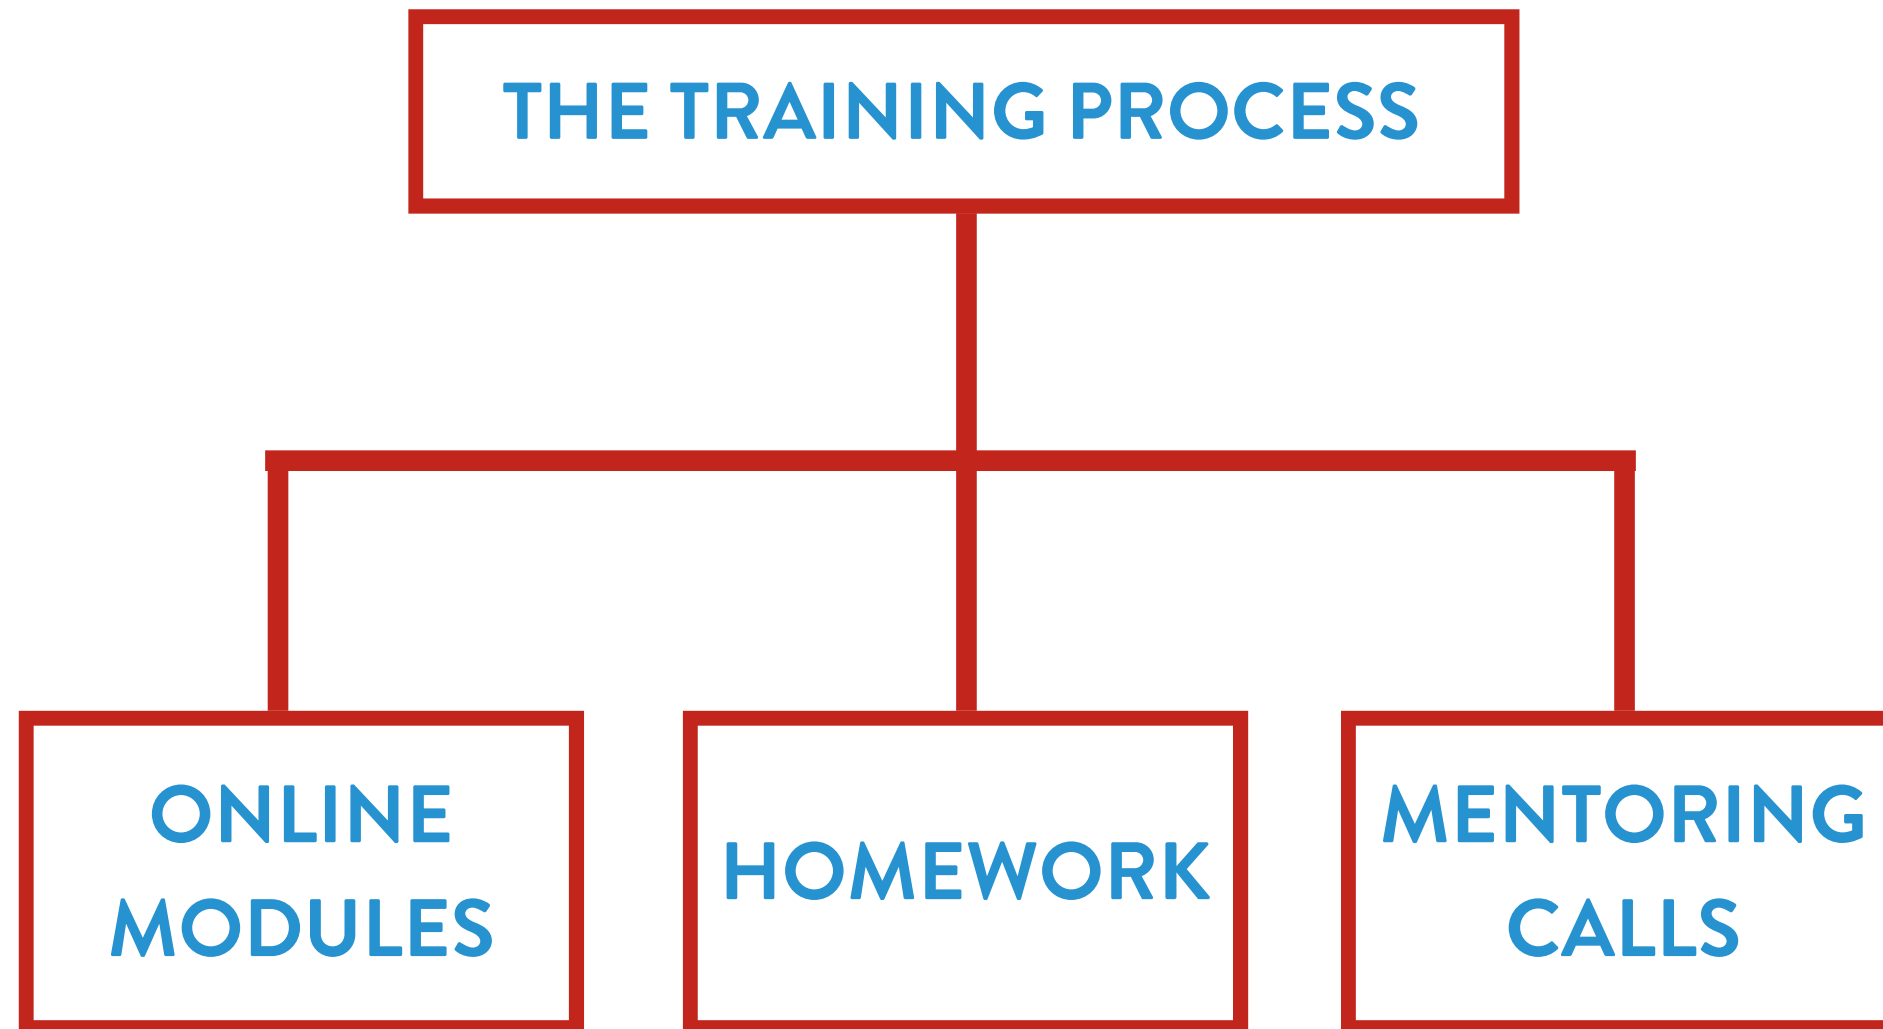 THE TRAINING PROCESS
ONLINE
MODULES
HOMEWORK
MENTORING
CALLS